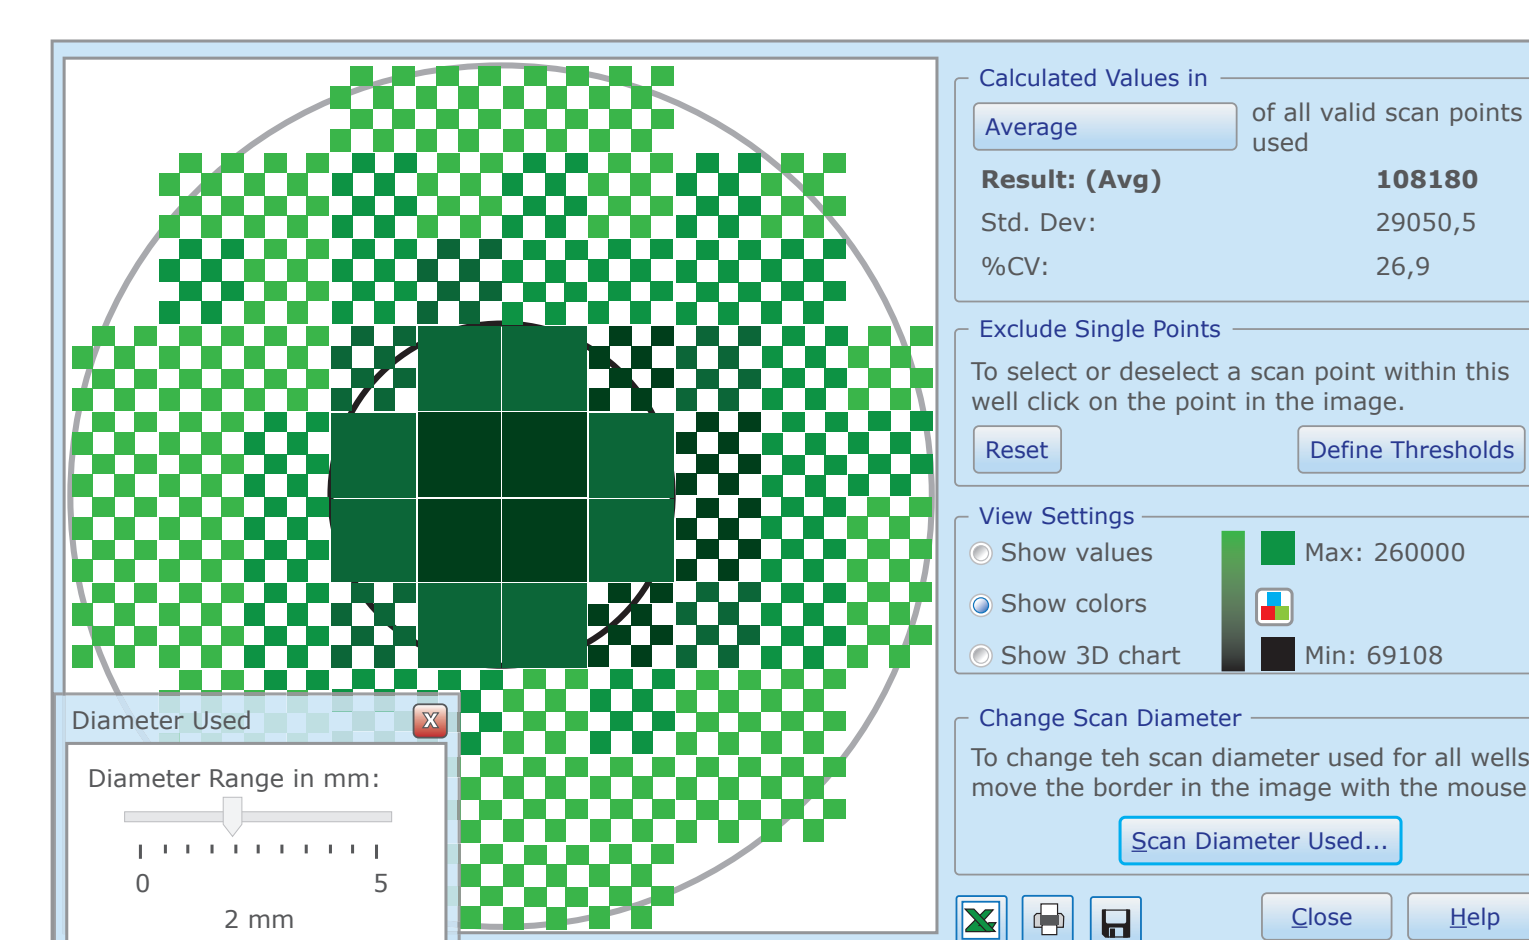 Calculated Values in
Average
of all valid scan points
used
Result: (Avg) 108180
Std. Dev: 29050,5
%CV: 26,9
Exclude Single Points
To select or deselect a scan point within this
well click on the point in the image.
Reset
Define Thresholds
View Settings
Show values
Max: 260000
Show colors
Show 3D chart
Min: 69108
Change Scan Diameter
To change teh scan diameter used for all wells
move the border in the image with the mouse
Scan Diameter Used...
Close
Help
Diameter Used
X
Diameter Range in mm:
0 5
2 mm